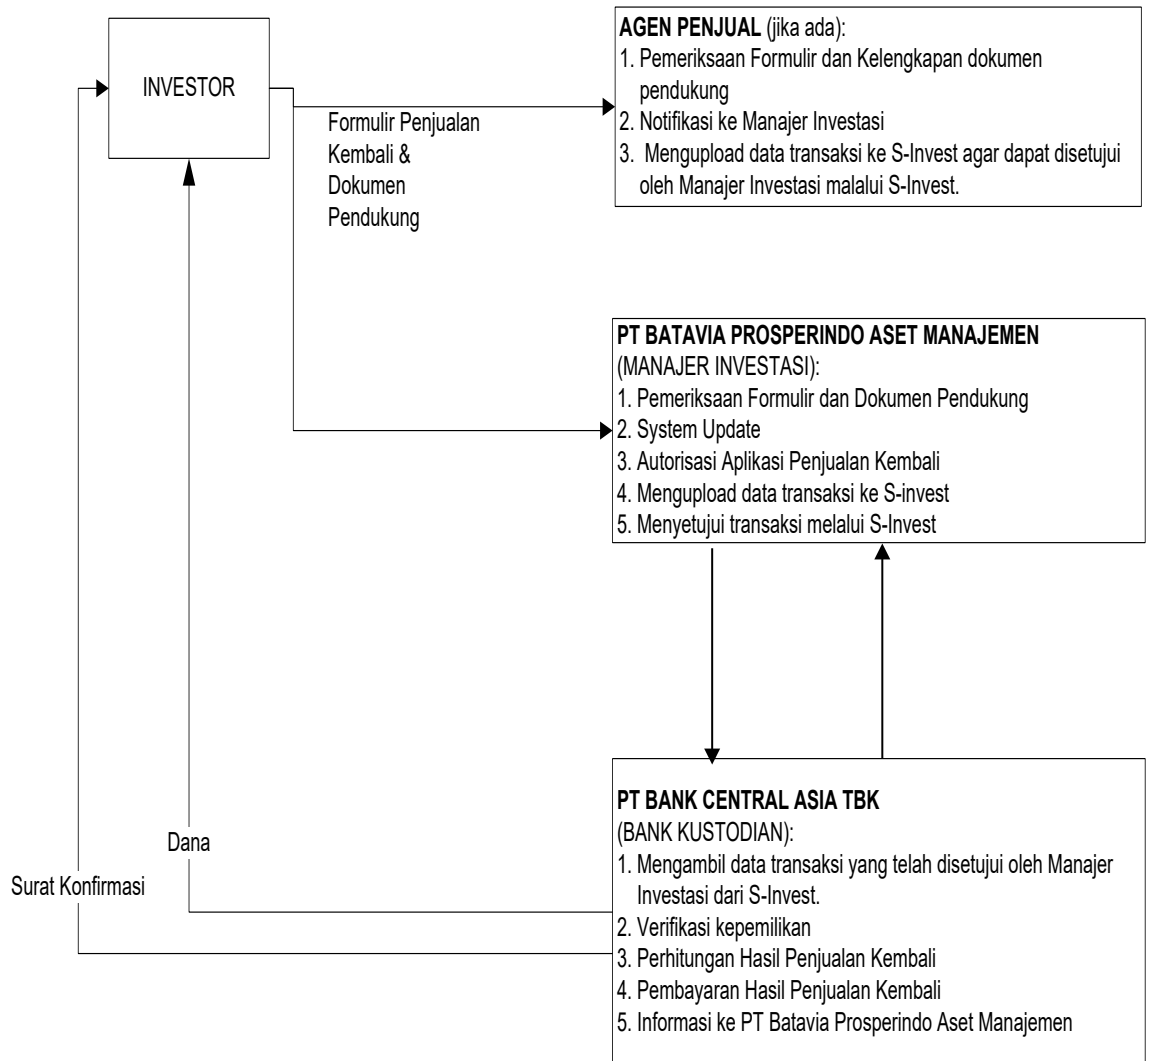 INVESTOR
Formulir Penjualan
Kembali &
Dokumen
Pendukung
AGEN PENJUAL (jika ada):
1. Pemeriksaan Formulir dan Kelengkapan dokumen
pendukung
2. Notifikasi ke Manajer Investasi
3. Mengupload data transaksi ke S-Invest agar dapat disetujui
oleh Manajer Investasi malalui S-Invest.
PT BATAVIA PROSPERINDO ASET MANAJEMEN
(MANAJER INVESTASI):
1. Pemeriksaan Formulir dan Dokumen Pendukung
2. System Update
3. Autorisasi Aplikasi Penjualan Kembali
4. Mengupload data transaksi ke S-invest
5. Menyetujui transaksi melalui S-Invest
PT BANK CENTRAL ASIA TBK
(BANK KUSTODIAN):
1. Mengambil data transaksi yang telah disetujui oleh Manajer
Investasi dari S-Invest.
2. Verifikasi kepemilikan
3. Perhitungan Hasil Penjualan Kembali
4. Pembayaran Hasil Penjualan Kembali
5. Informasi ke PT Batavia Prosperindo Aset Manajemen
Dana
Surat Konfirmasi